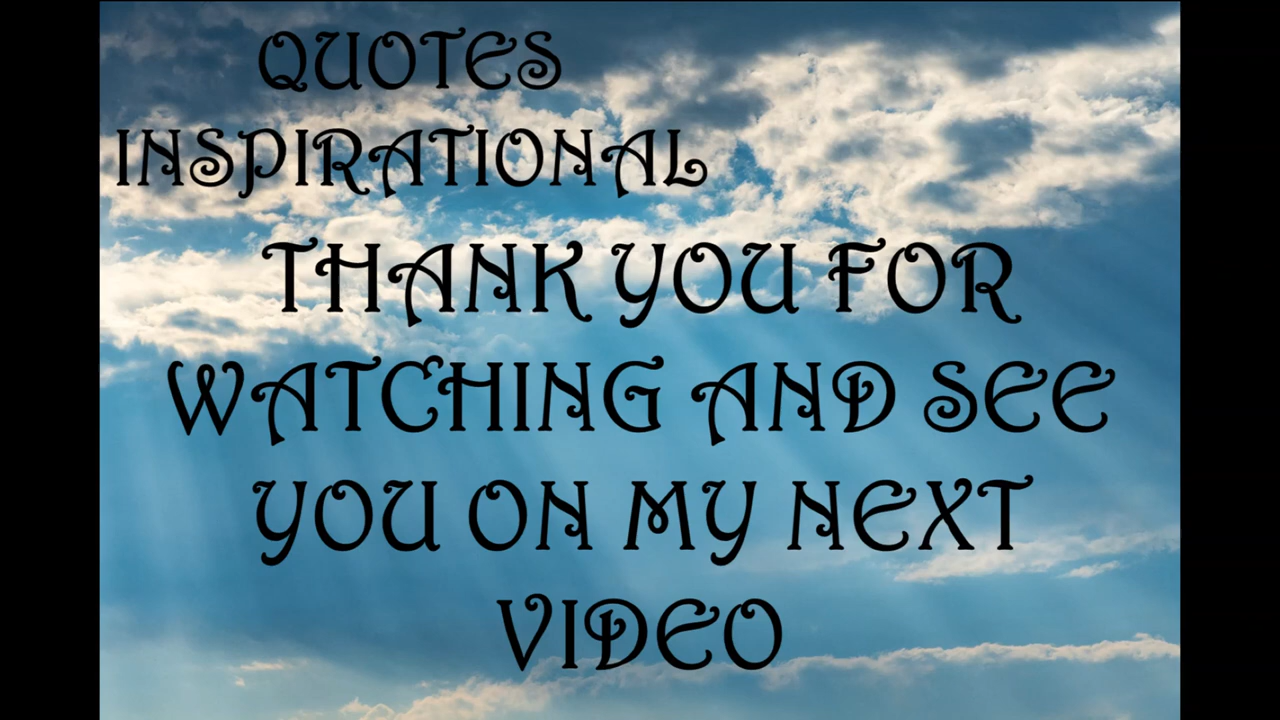 QUOTES
INSPIRATIONAL
THANK YOU FOR
WATCHING AND SEE
YOU ON MY NEXT
VIDEO